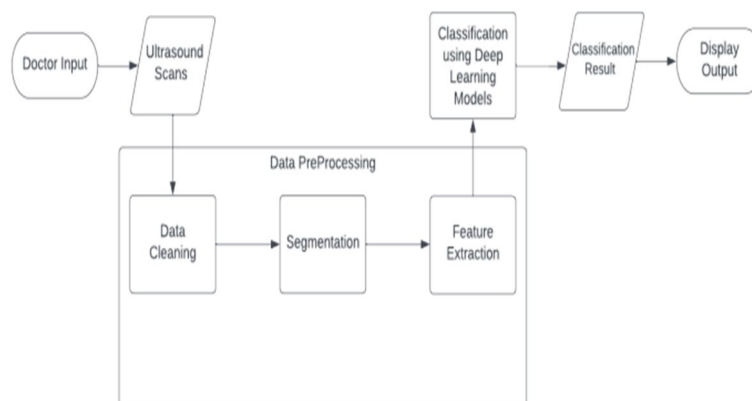 Doctor Input
Ultrasound
Scans
Classification
using Deep
Learning
Models
Classification
Result
Display
Output
Data PreProcessing
Data
Cleaning
Segmentation
Feature
Extraction